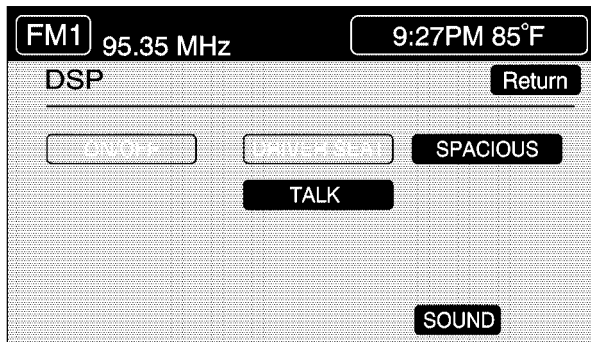 FM1 95.35 MHz 9:27PM 85°F
DSP Return
ON/OFF DRIVER SEAT SPACIOUS
TALK
SOUND